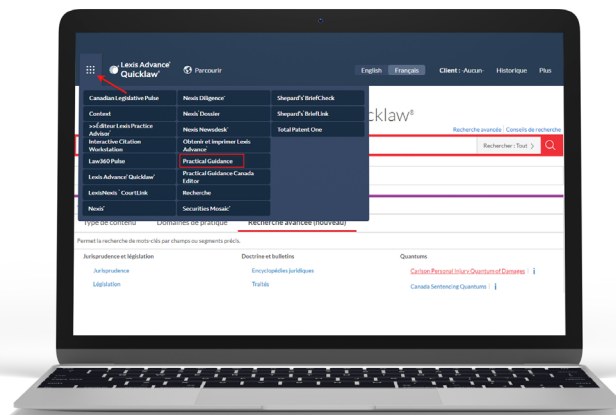 Lexis Advance®
Quicklaw®
Parcourir
English
Français
Client : -Aucun-
Historique
Plus
Canadian Legislative Pulse
Nexis Diligence®
Shepard's® BriefCheck
Context
Nexis® Dossier
Shepard's® BriefLink
>>Éditeur Lexis Practice
Advisor®
Nexis Newsdesk®
Total Patent One
Interactive Citation
Workstation
Obtenir et imprimer Lexis
Advance®
Law360 Pulse
Practical Guidance
Lexis Advance® Quicklaw®
Practical Guidance Canada
Editor
LexisNexis® CourtLink
Recherche
Nexis®
Securities Mosaic®
cklaw®
Recherche avancée
Conseils de recherche
Rechercher : Tout
Type de contenu
Domaines de pratique
Recherche avancée (nouveau)
Permet la recherche de mots-clés par champs ou segments précis.
Jurisprudence et législation
Doctrine et bulletins
Quantums
Jurisprudence
Encyclopédies juridiques
Carlson Personal Injury Quantum of Damages
Législation
Traités
Canada Sentencing Quantums